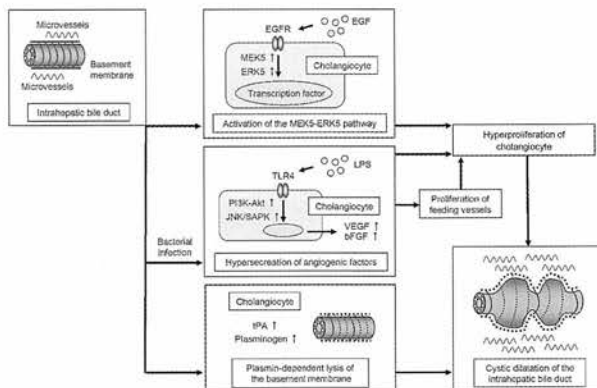 Microvessels
Basement
membrane
Microvessels
Intrahepatic bile duct
EGFR
EGF
MEK5 ↑
ERK5 ↑
Cholangiocyte
Transcription factor
Activation of the MEK5-ERK5 pathway
Hyperproliferation of
cholangiocyte
LPS
TLR4
PI3K-Akt ↑
JNK/SAPK ↑
Cholangiocyte
VEGF ↑
bFGF ↑
Hypersecreation of angiogenic factors
Proliferation of
feeding vessels
Bacterial
infection
Cholangiocyte
tPA ↑
Plasminogen ↑
Plasmin-dependent lysis of
the basement membrane
Cystic dilatation of the
intrahepatic bile duct